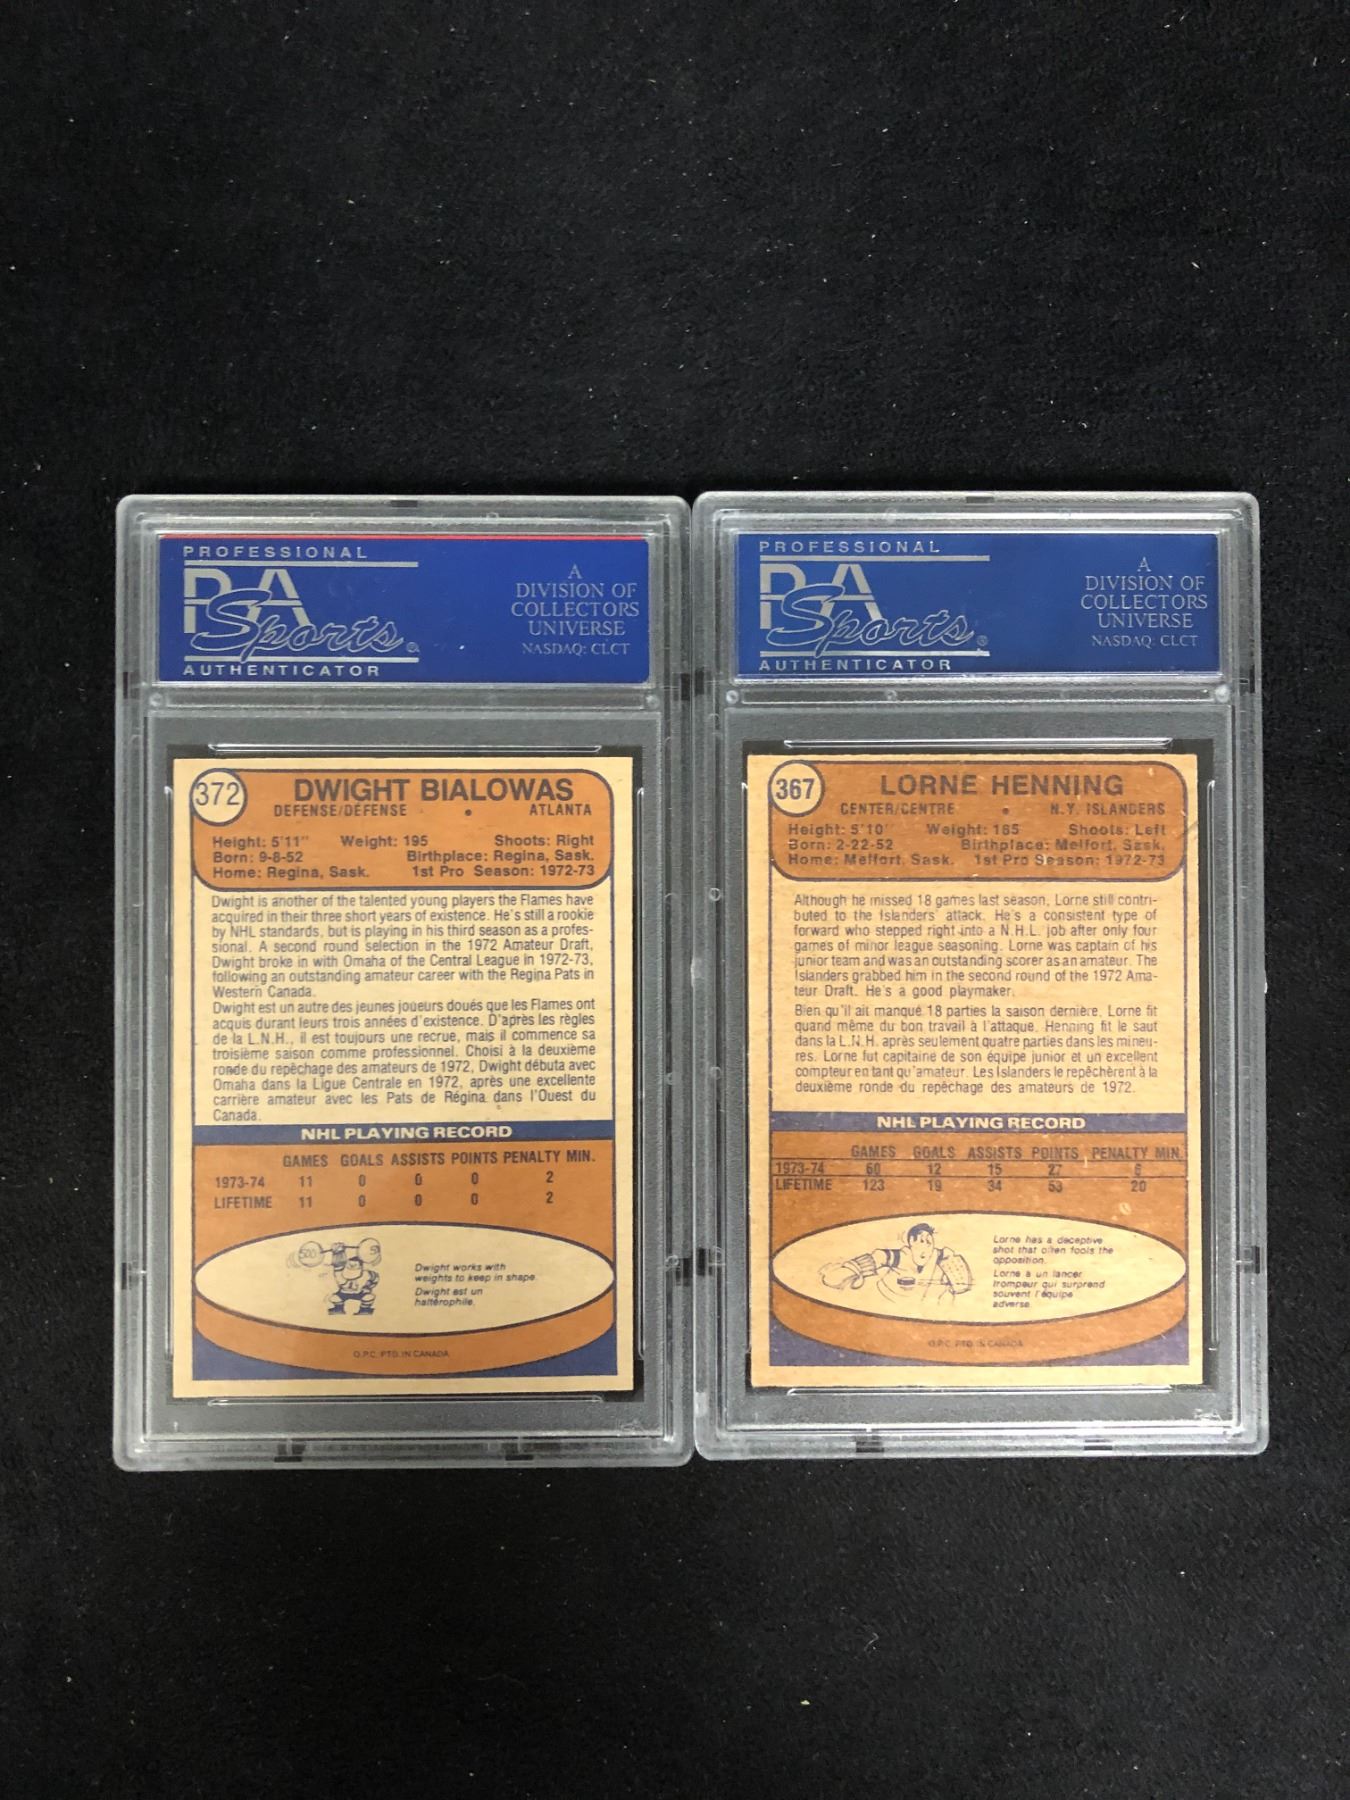 PROFESSIONAL
PSA
Sports
AUTHENTICATOR
A
DIVISION OF
COLLECTORS
UNIVERSE
NASDAQ: CLCT
372
DWIGHT BIALOWAS
DEFENSE/DÉFENSE • ATLANTA
Height: 5'11" Weight: 195 Shoots: Right
Born: 9-8-52 Birthplace: Regina, Sask.
Home: Regina, Sask. 1st Pro Season: 1972-73
Dwight is another of the talented young players the Flames have
acquired in their three short years of existence. He's still a rookie
by NHL standards, but is playing in his third season as a profes-
sional. A second round selection in the 1972 Amateur Draft,
Dwight broke in with Omaha of the Central League in 1972-73,
following an outstanding amateur career with the Regina Pats in
Western Canada.
Dwight est un autre des jeunes joueurs doués que les Flames ont
acquis durant leurs trois années d'existence. D'après les règles
de la L.N.H., il est toujours une recrue, mais il commence sa
troisième saison comme professionnel. Choisi à la deuxième
ronde du repêchage des amateurs de 1972, Dwight débuta avec
Omaha dans la Ligue Centrale en 1972, après une excellente
carrière amateur avec les Pats de Régina dans l'Ouest du
Canada.
NHL PLAYING RECORD
GAMES GOALS ASSISTS POINTS PENALTY MIN.
1973-74 11 0 0 0 2
LIFETIME 11 0 0 0 2
500
Dwight works with
weights to keep in shape.
Dwight est un
haltérophile.
O.P.C. PTD. IN CANADA
PROFESSIONAL
PSA
Sports
AUTHENTICATOR
A
DIVISION OF
COLLECTORS
UNIVERSE
NASDAQ: CLCT
367
LORNE HENNING
CENTER/CENTRE • N.Y. ISLANDERS
Height: 5'10" Weight: 185 Shoots: Left
Born: 2-22-52 Birthplace: Melfort, Sask.
Home: Melfort, Sask. 1st Pro Season: 1972-73
Although he missed 18 games last season, Lorne still contri-
buted to the Islanders' attack. He's a consistent type of
forward who stepped right into a N.H.L. job after only four
games of minor league seasoning. Lorne was captain of his
junior team and was an outstanding scorer as an amateur. The
Islanders grabbed him in the second round of the 1972 Ama-
teur Draft. He's a good playmaker.
Bien qu'il ait manqué 18 parties la saison dernière, Lorne fit
quand même du bon travail à l'attaque. Henning fit le saut
dans la L.N.H. après seulement quatre parties dans les mineu-
res. Lorne fut capitaine de son équipe junior et un excellent
compteur en tant qu'amateur. Les Islanders le repêchèrent à la
deuxième ronde du repêchage des amateurs de 1972.
NHL PLAYING RECORD
GAMES GOALS ASSISTS POINTS PENALTY MIN.
1973-74 60 12 15 27 6
LIFETIME 123 19 34 53 20
Lorne has a deceptive
shot that often fools the
opposition.
Lorne a un lancer
trompeur qui surprend
souvent l'équipe
adverse.
O.P.C. PTD. IN CANADA